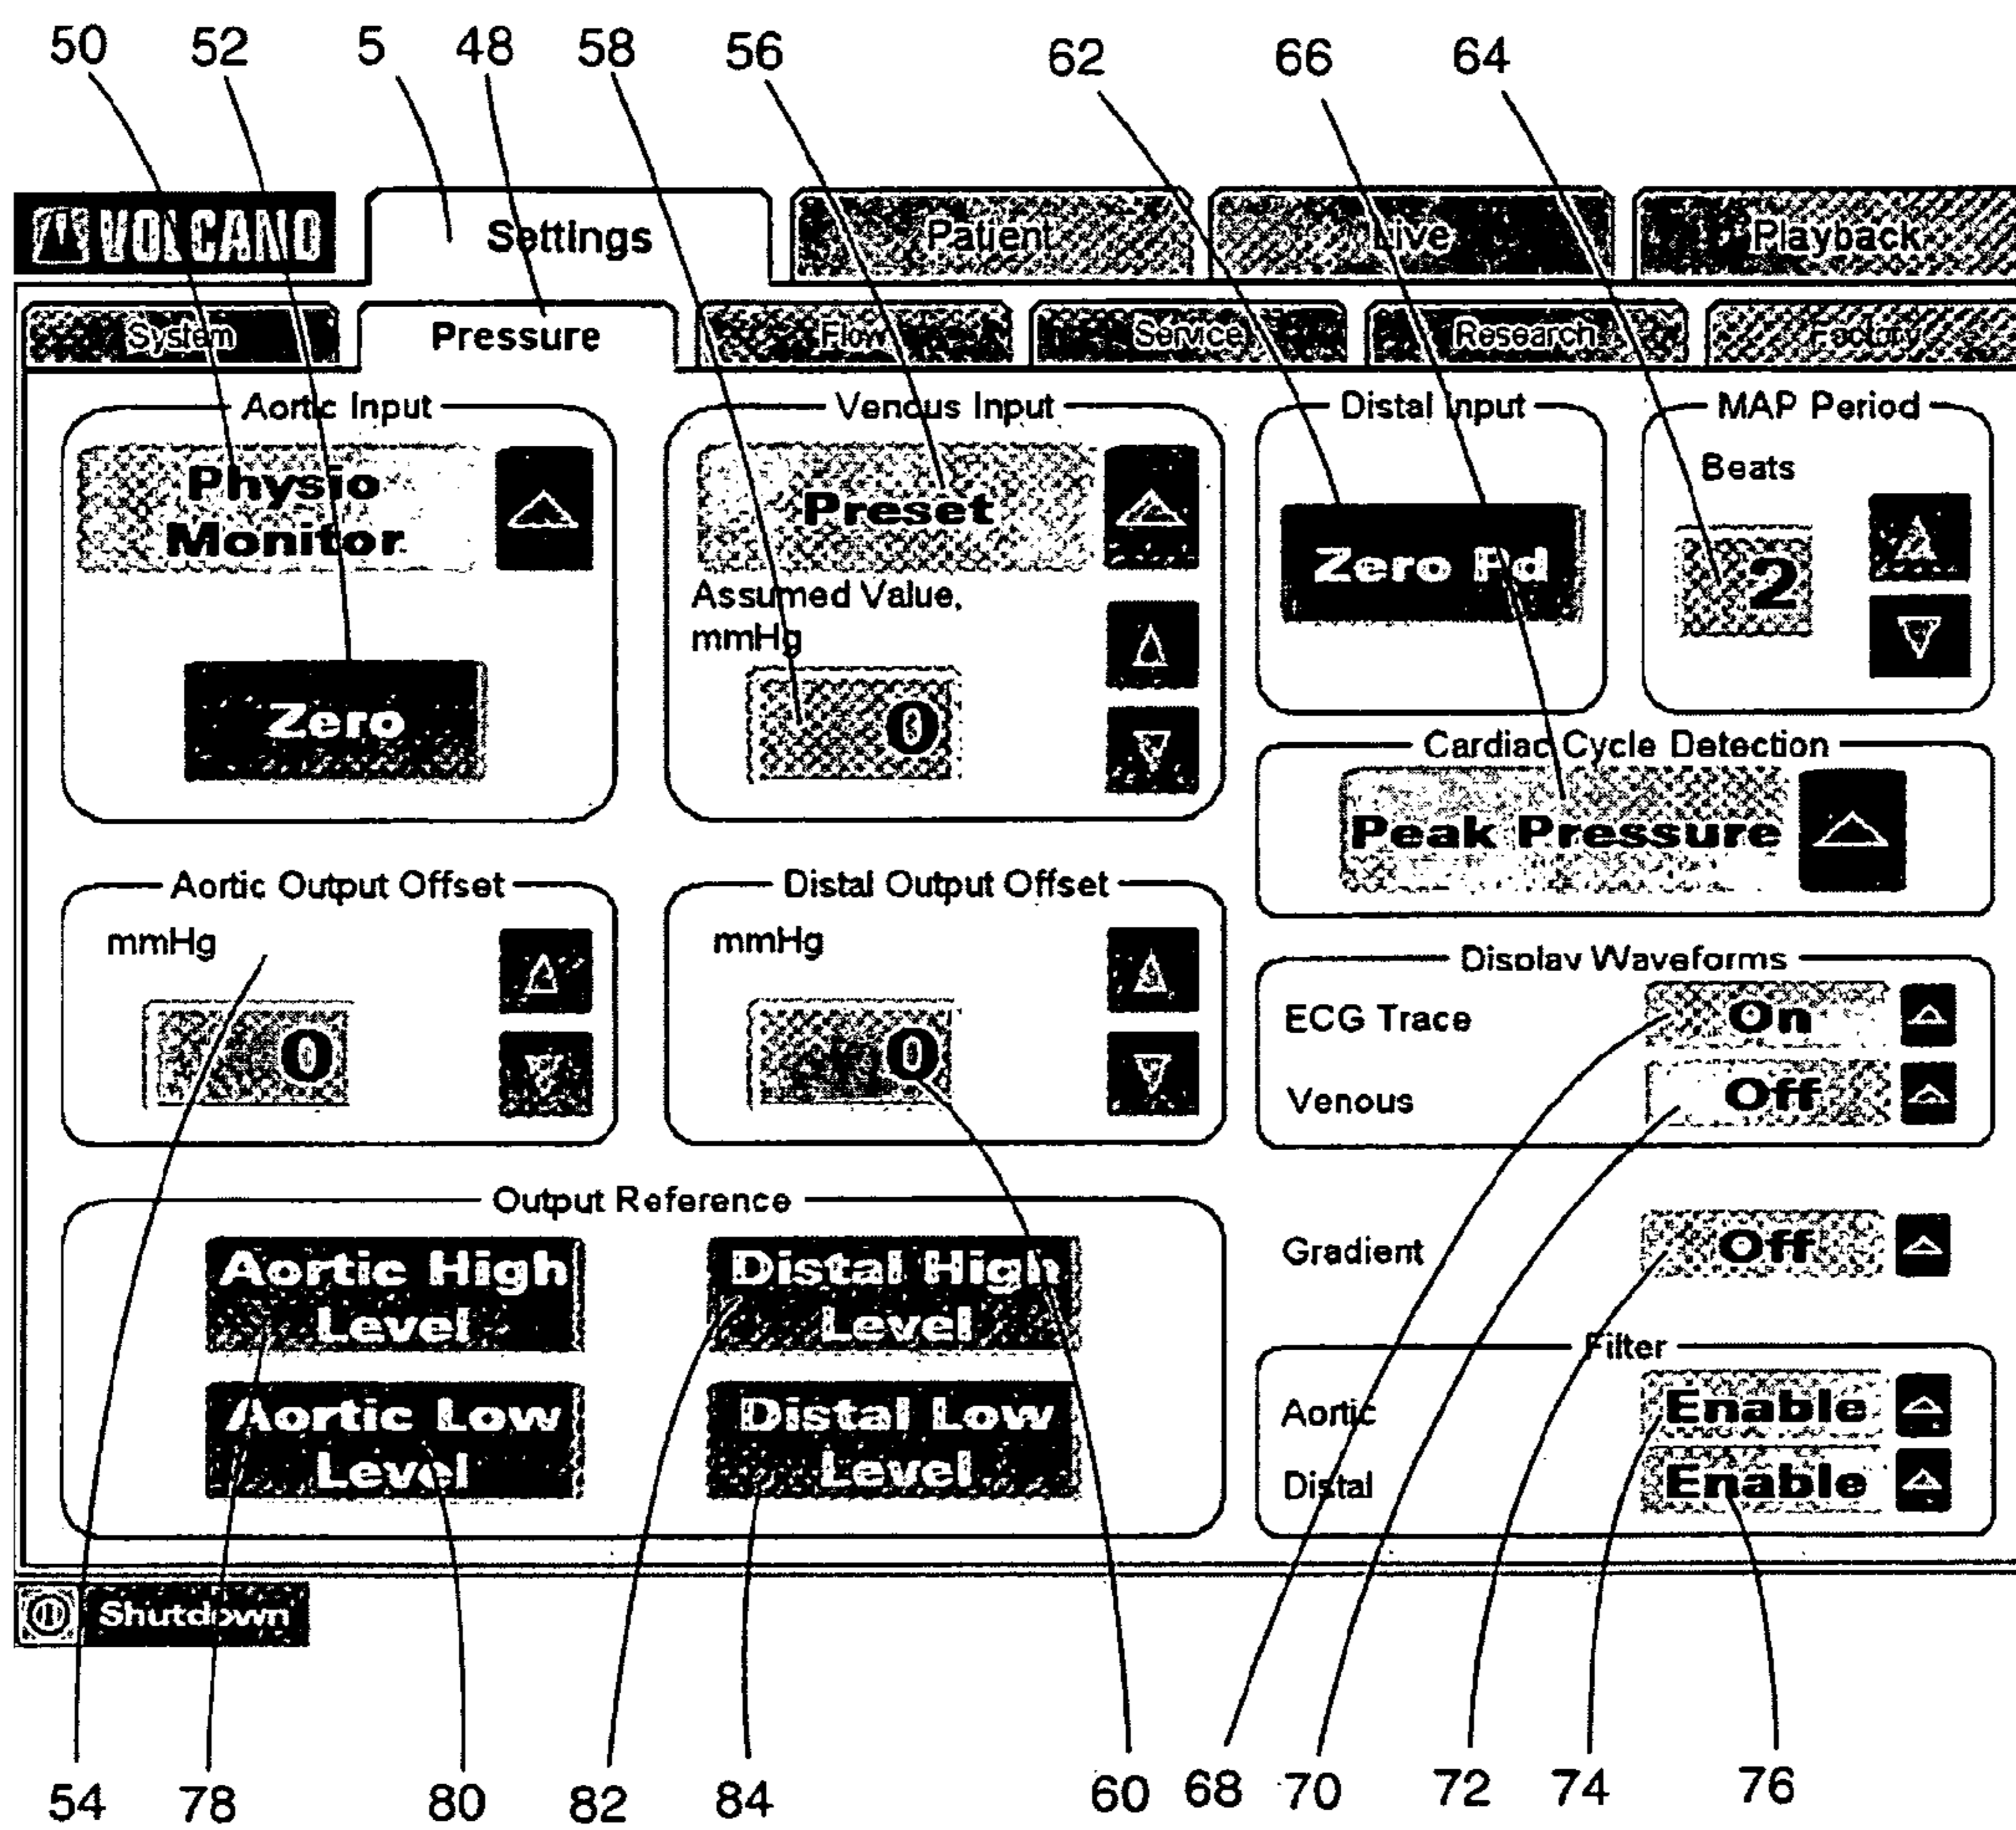 50 52 5 48 58 56 62 66 64
VOLCANO Settings Patient Live Playback
System Pressure Flow Service Research Factory
Aortic Input Venous Input Distal Input MAP Period
Physio
Monitor
Preset
Beats
Zero Pd
2
Assumed Value,
mmHg
Zero
0
Cardiac Cycle Detection
Peak Pressure
Aortic Output Offset Distal Output Offset
mmHg mmHg
0 0
Display Waveforms
ECG Trace On
Venous Off
Output Reference
Aortic High
Level
Distal High
Level
Gradient Off
Aortic Low
Level
Distal Low
Level
Filter
Aortic Enable
Distal Enable
Shutdown
54 78 80 82 84 60 68 70 72 74 76